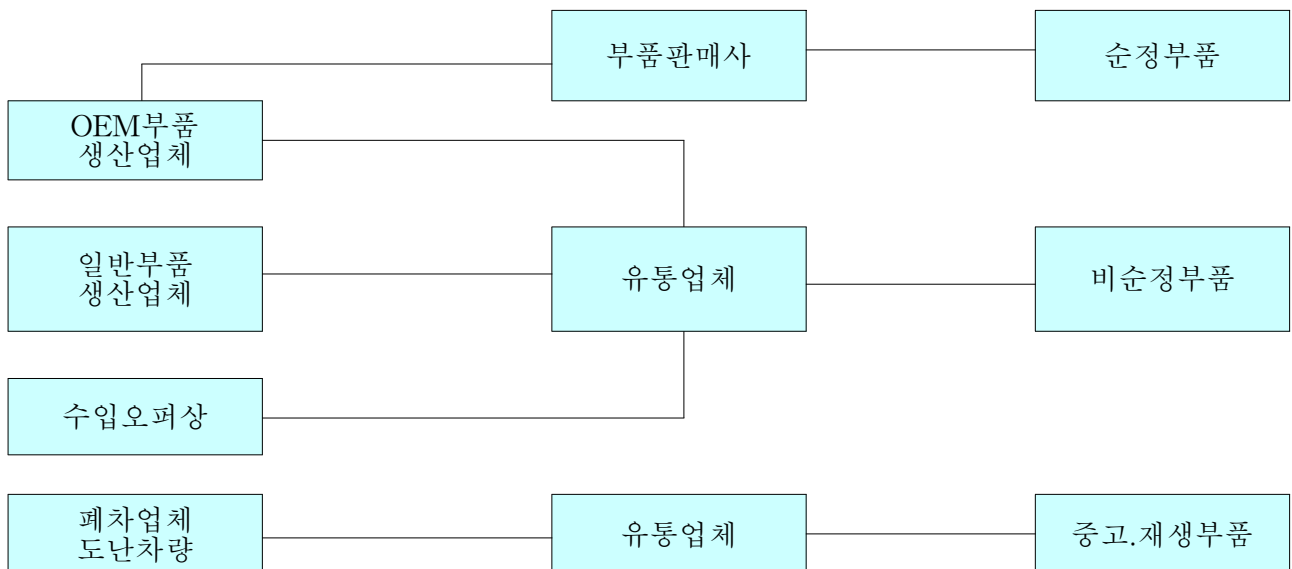 부품판매사
순정부품
OEM부품
생산업체
일반부품
생산업체
유통업체
비순정부품
수입오퍼상
폐차업체
도난차량
유통업체
중고.재생부품